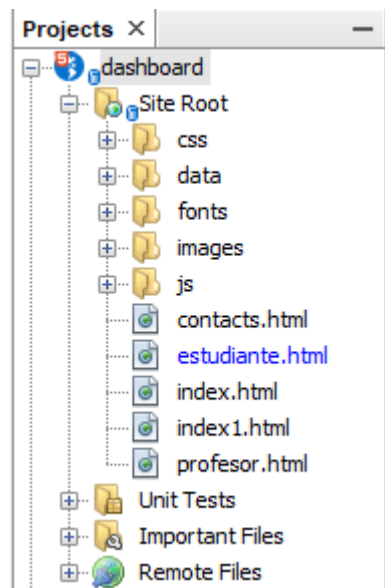 Projects
dashboard
Site Root
css
data
fonts
images
js
contacts.html
estudiante.html
index.html
index1.html
profesor.html
Unit Tests
Important Files
Remote Files